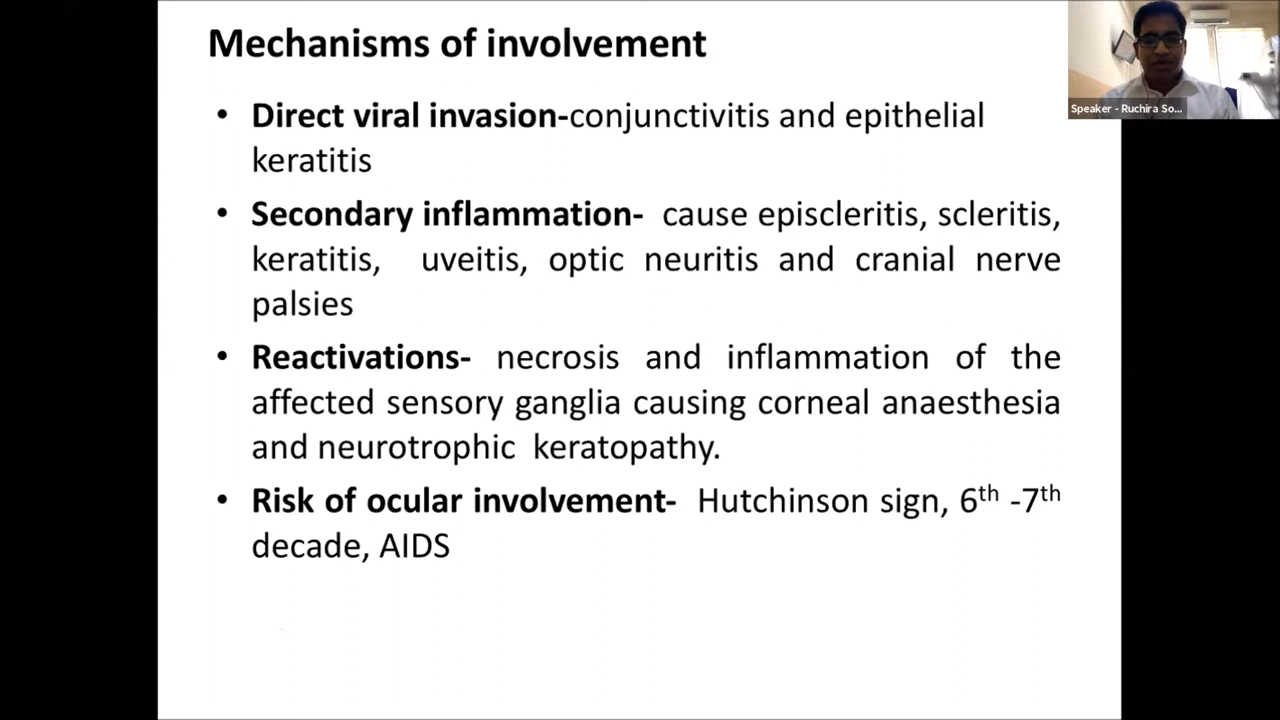 Mechanisms of involvement
• Direct viral invasion-conjunctivitis and epithelial
keratitis
• Secondary inflammation- cause episcleritis, scleritis,
keratitis, uveitis, optic neuritis and cranial nerve
palsies
• Reactivations- necrosis and inflammation of the
affected sensory ganglia causing corneal anaesthesia
and neurotrophic keratopathy.
• Risk of ocular involvement- Hutchinson sign, 6th -7th
decade, AIDS
Speaker - Ruchira So...